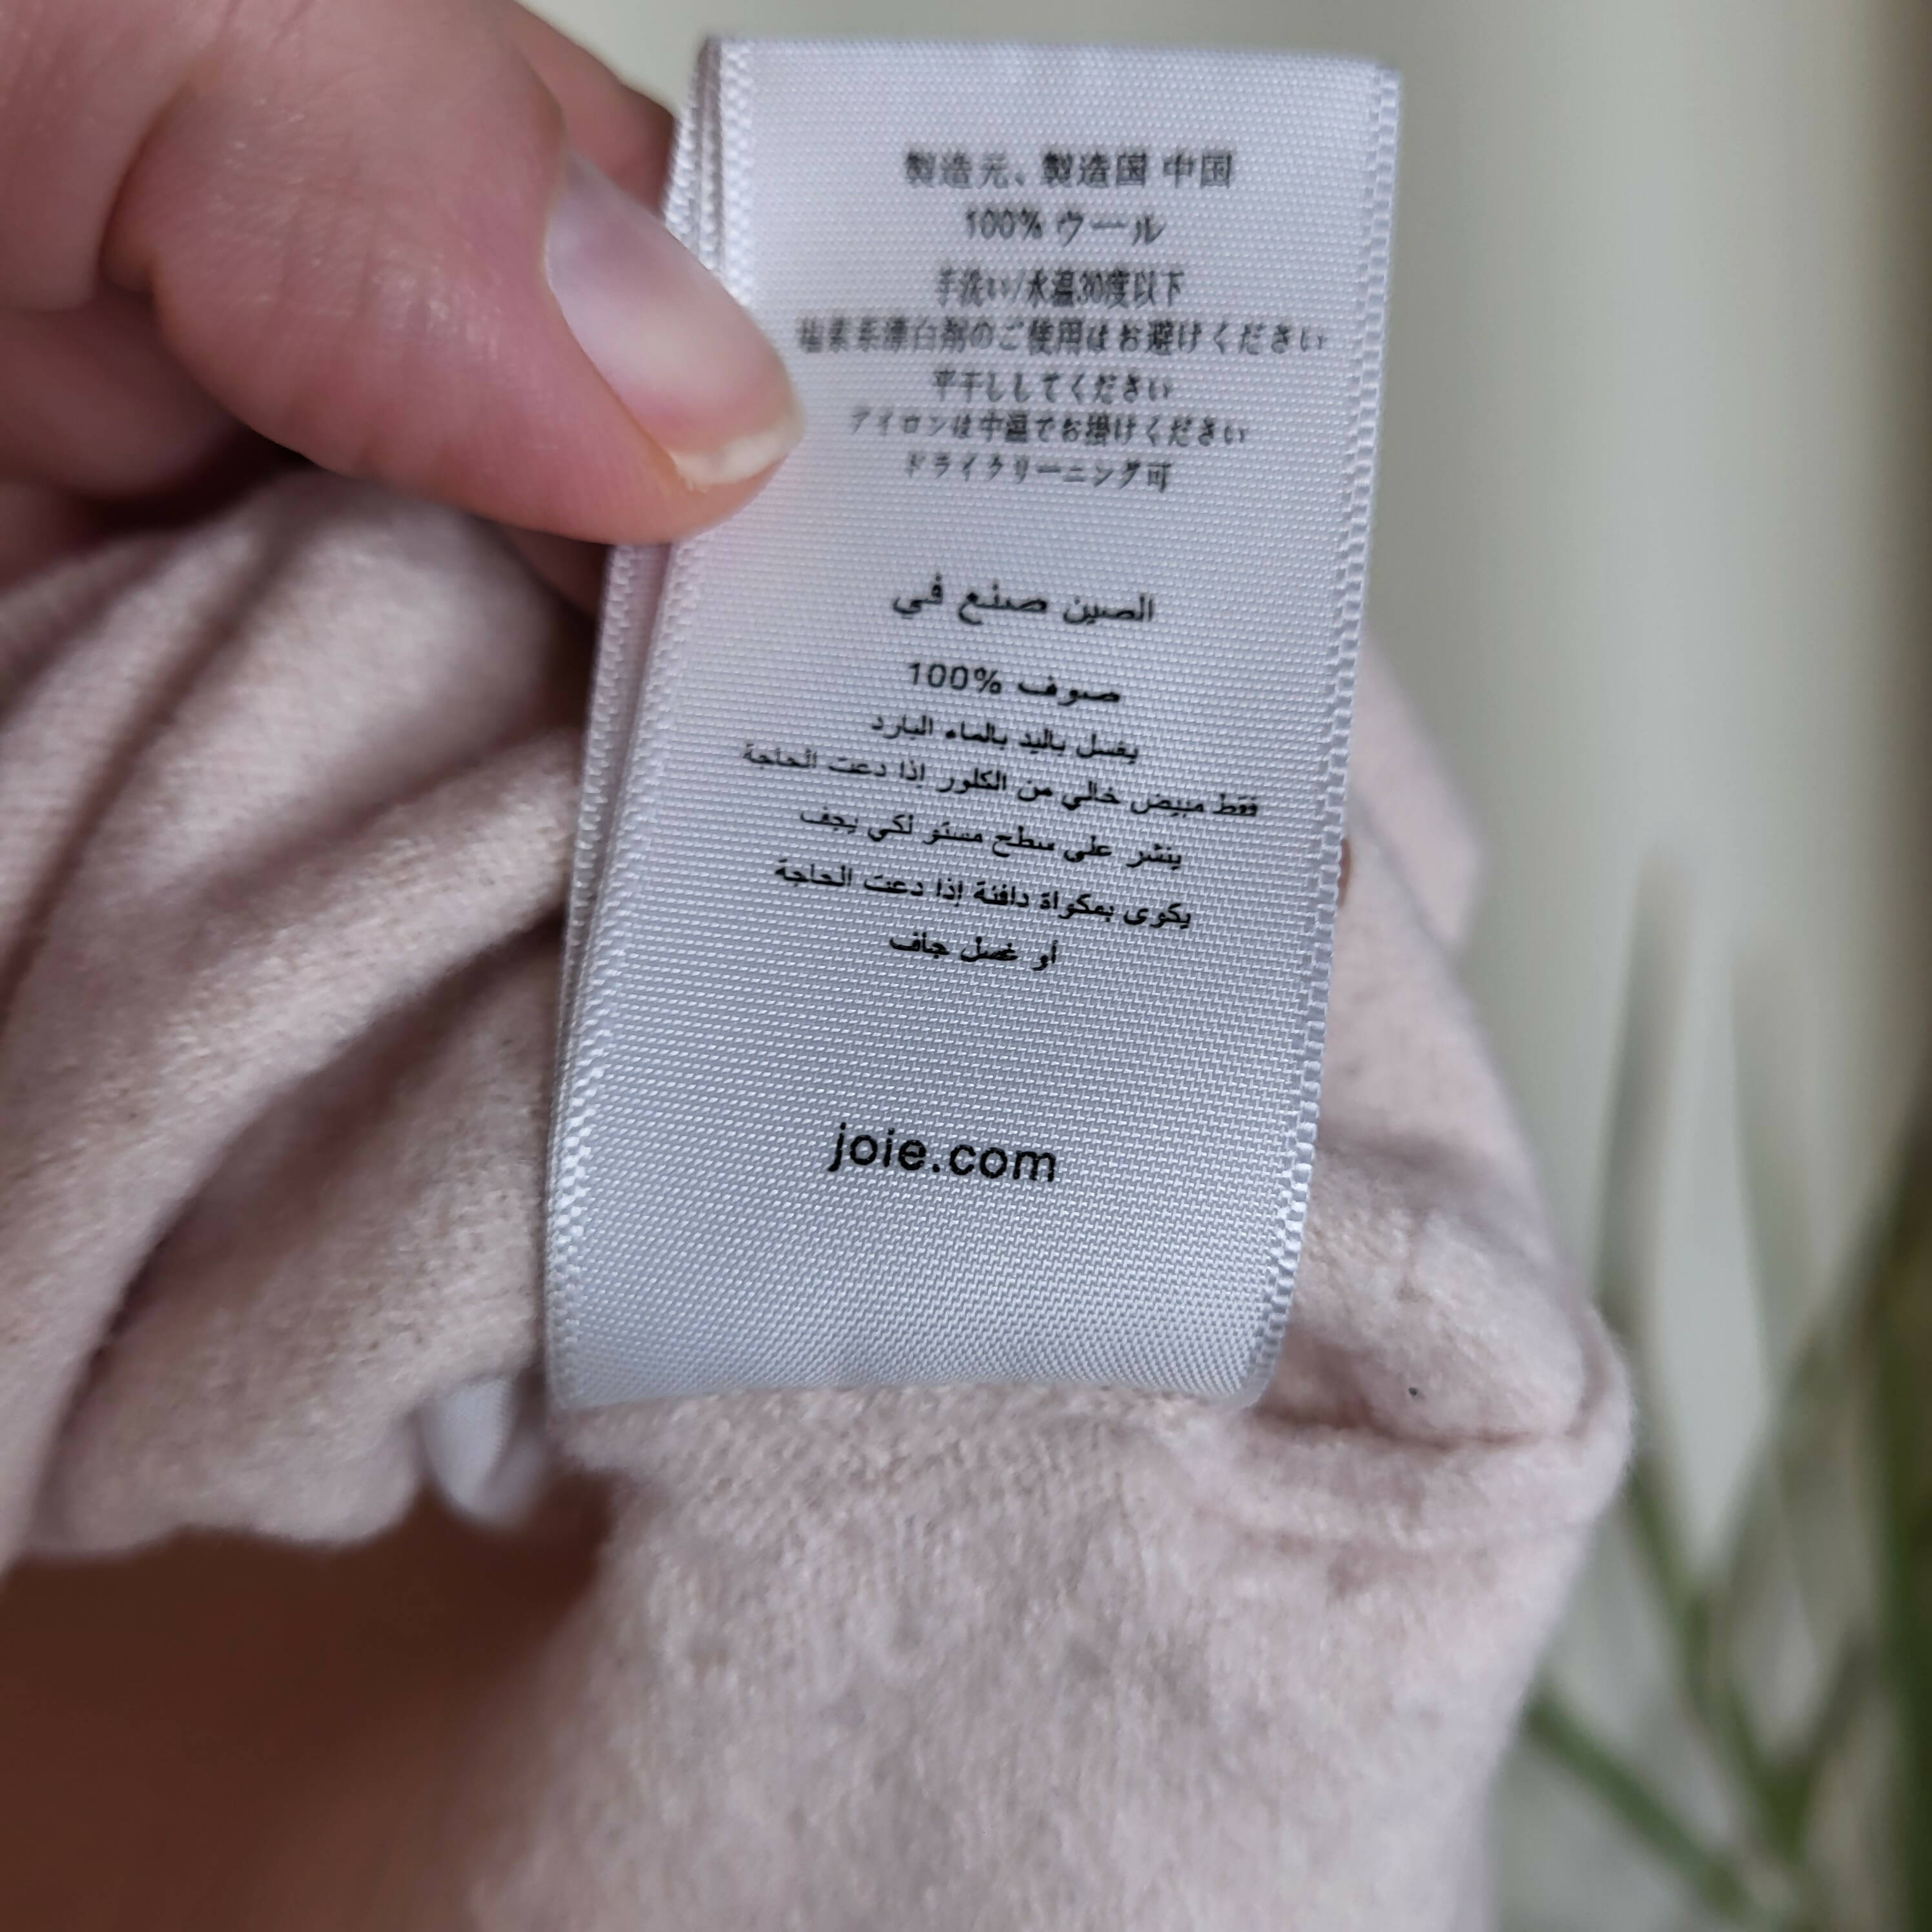 製造元、製造国 中国
100% ウール
手洗い/水温30度以下
塩素系漂白剤のご使用はお避けください
平干ししてください
アイロンは中温でお掛けください
ドライクリーニング可
الصين صنع في
100% صوف
يغسل باليد بالماء البارد
فقط مبيض خالي من الكلور إذا دعت الحاجة
ينشر على سطح مستو لكي يجف
يكوى بمكواة دافئة إذا دعت الحاجة
أو غسل جاف
joie.com